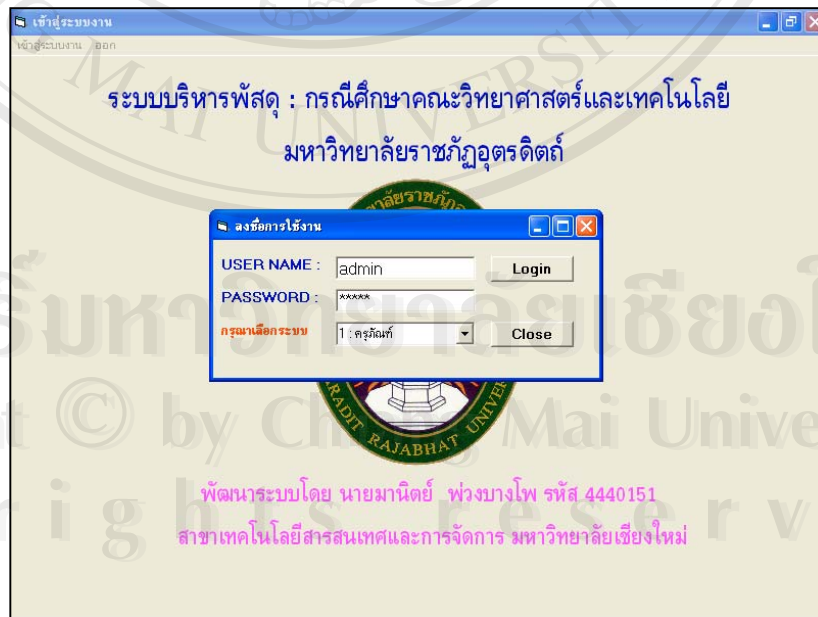 เข้าสู่ระบบงาน
เข้าสู่ระบบงาน ออก
ระบบบริหารพัสดุ : กรณีศึกษาคณะวิทยาศาสตร์และเทคโนโลยี
มหาวิทยาลัยราชภัฏอุตรดิตถ์
ลงชื่อการใช้งาน
USER NAME : admin Login
PASSWORD : *****
กรุณาเลือกระบบ 1 : ครุภัณฑ์ Close
RAJABHAT
พัฒนาระบบโดย นายมานิตย์ พ่วงบางโพ รหัส 4440151
สาขาเทคโนโลยีสารสนเทศและการจัดการ มหาวิทยาลัยเชียงใหม่
MAI UNIVERSIT
© by Chiang Mai Unive
rights reserv